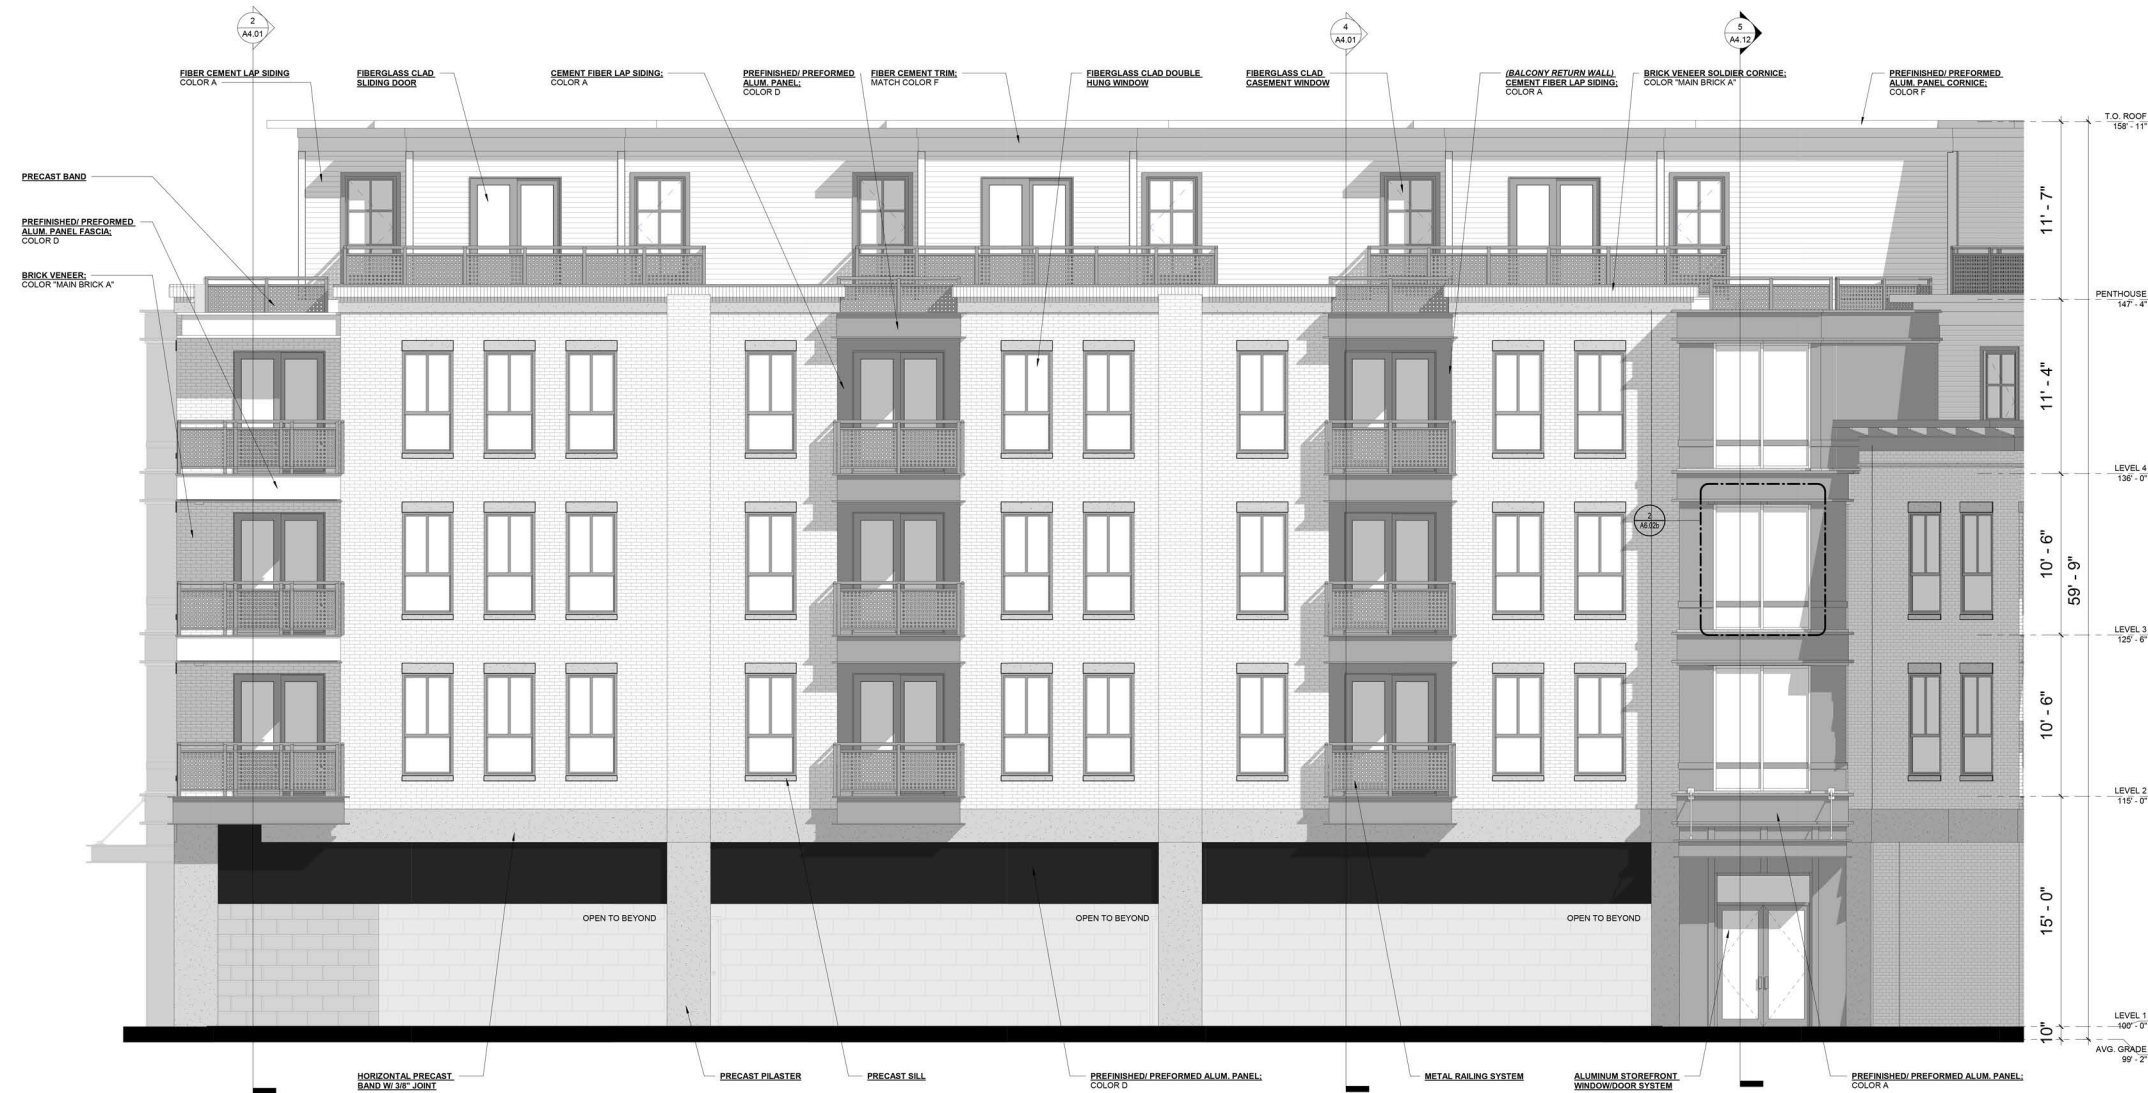 2
A4.01
4
A4.01
5
A4.12
FIBER CEMENT LAP SIDING
COLOR A
FIBERGLASS CLAD
SLIDING DOOR
CEMENT FIBER LAP SIDING;
COLOR A
PREFINISHED/ PREFORMED
ALUM. PANEL;
COLOR D
FIBER CEMENT TRIM;
MATCH COLOR F
FIBERGLASS CLAD DOUBLE
HUNG WINDOW
FIBERGLASS CLAD
CASEMENT WINDOW
(BALCONY RETURN WALL)
CEMENT FIBER LAP SIDING;
COLOR A
BRICK VENEER SOLDIER CORNICE;
COLOR "MAIN BRICK A"
PREFINISHED/ PREFORMED
ALUM. PANEL CORNICE;
COLOR F
PRECAST BAND
PREFINISHED/ PREFORMED
ALUM. PANEL FASCIA;
COLOR D
BRICK VENEER;
COLOR "MAIN BRICK A"
T.O. ROOF
158' - 11"
11' - 7"
PENTHOUSE
147' - 4"
11' - 4"
LEVEL 4
136' - 0"
2
A6.02b
10' - 6"
59' - 9"
LEVEL 3
125' - 6"
10' - 6"
LEVEL 2
115' - 0"
OPEN TO BEYOND
OPEN TO BEYOND
OPEN TO BEYOND
15' - 0"
LEVEL 1
100' - 0"
10"
AVG. GRADE
99' - 2"
HORIZONTAL PRECAST
BAND W/ 3/8" JOINT
PRECAST PILASTER
PRECAST SILL
PREFINISHED/ PREFORMED ALUM. PANEL;
COLOR D
METAL RAILING SYSTEM
ALUMINUM STOREFRONT
WINDOW/DOOR SYSTEM
PREFINISHED/ PREFORMED ALUM. PANEL;
COLOR A